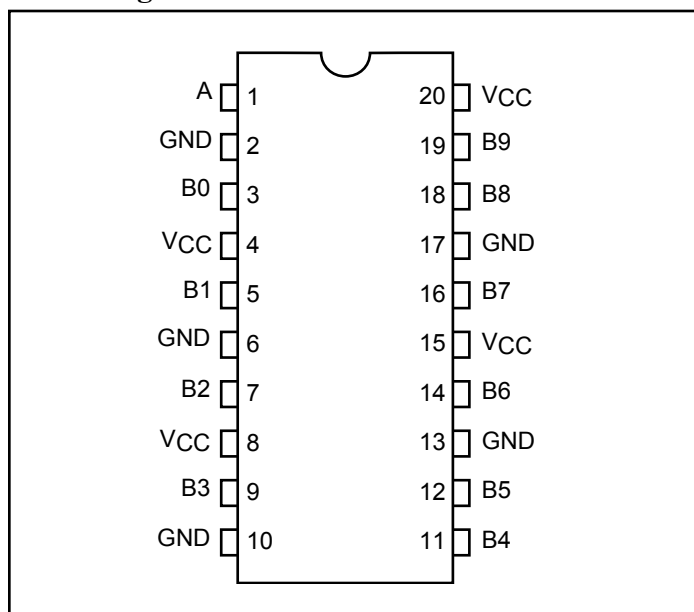 A 1 20 VCC
GND 2 19 B9
B0 3 18 B8
VCC 4 17 GND
B1 5 16 B7
GND 6 15 VCC
B2 7 14 B6
VCC 8 13 GND
B3 9 12 B5
GND 10 11 B4